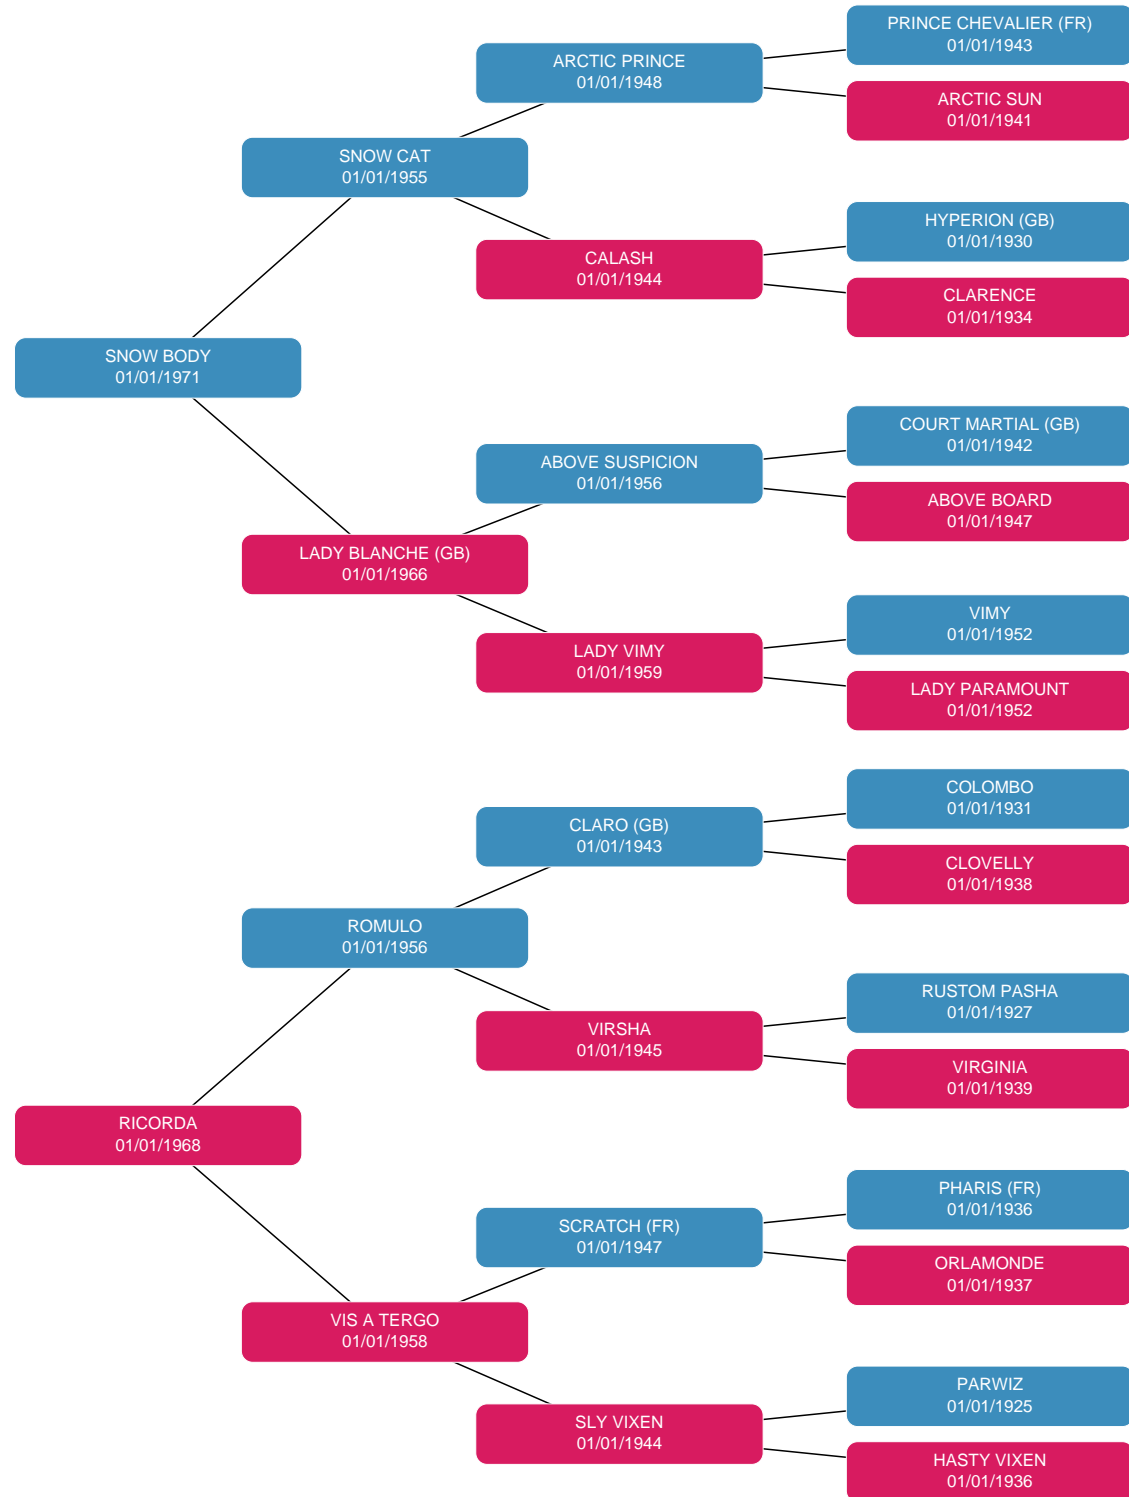 PRINCE CHEVALIER (FR)
01/01/1943
ARCTIC PRINCE
01/01/1948
ARCTIC SUN
01/01/1941
SNOW CAT
01/01/1955
HYPERION (GB)
01/01/1930
CALASH
01/01/1944
CLARENCE
01/01/1934
SNOW BODY
01/01/1971
COURT MARTIAL (GB)
01/01/1942
ABOVE SUSPICION
01/01/1956
ABOVE BOARD
01/01/1947
LADY BLANCHE (GB)
01/01/1966
VIMY
01/01/1952
LADY VIMY
01/01/1959
LADY PARAMOUNT
01/01/1952
COLOMBO
01/01/1931
CLARO (GB)
01/01/1943
CLOVELLY
01/01/1938
ROMULO
01/01/1956
RUSTOM PASHA
01/01/1927
VIRSHA
01/01/1945
VIRGINIA
01/01/1939
RICORDA
01/01/1968
PHARIS (FR)
01/01/1936
SCRATCH (FR)
01/01/1947
ORLAMONDE
01/01/1937
VIS A TERGO
01/01/1958
PARWIZ
01/01/1925
SLY VIXEN
01/01/1944
HASTY VIXEN
01/01/1936